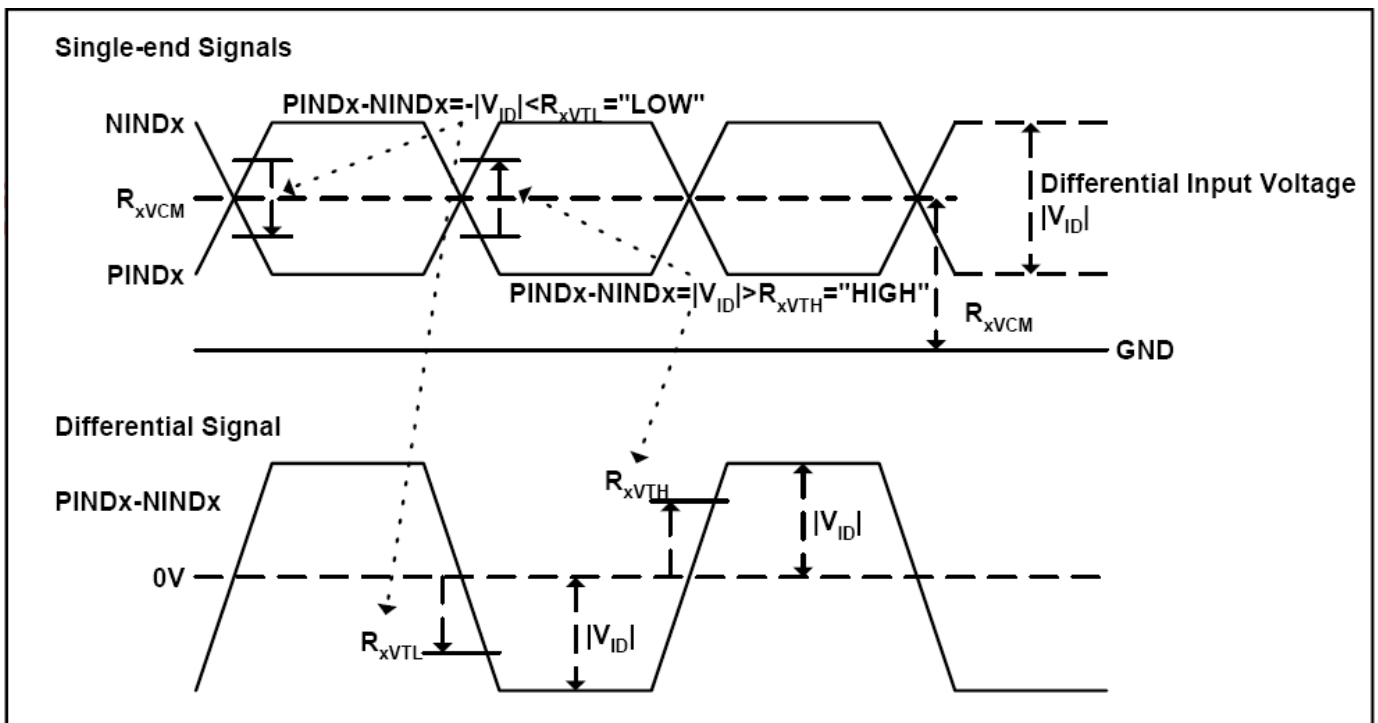 Single-end Signals
PINDx-NINDx=-|VID|<RxVTL="LOW"
NINDx
RxVCM
Differential Input Voltage
|VID|
PINDx
PINDx-NINDx=|VID|>RxVTH="HIGH"
RxVCM
GND
Differential Signal
RxVTH
PINDx-NINDx
|VID|
0V
RxVTL
|VID|